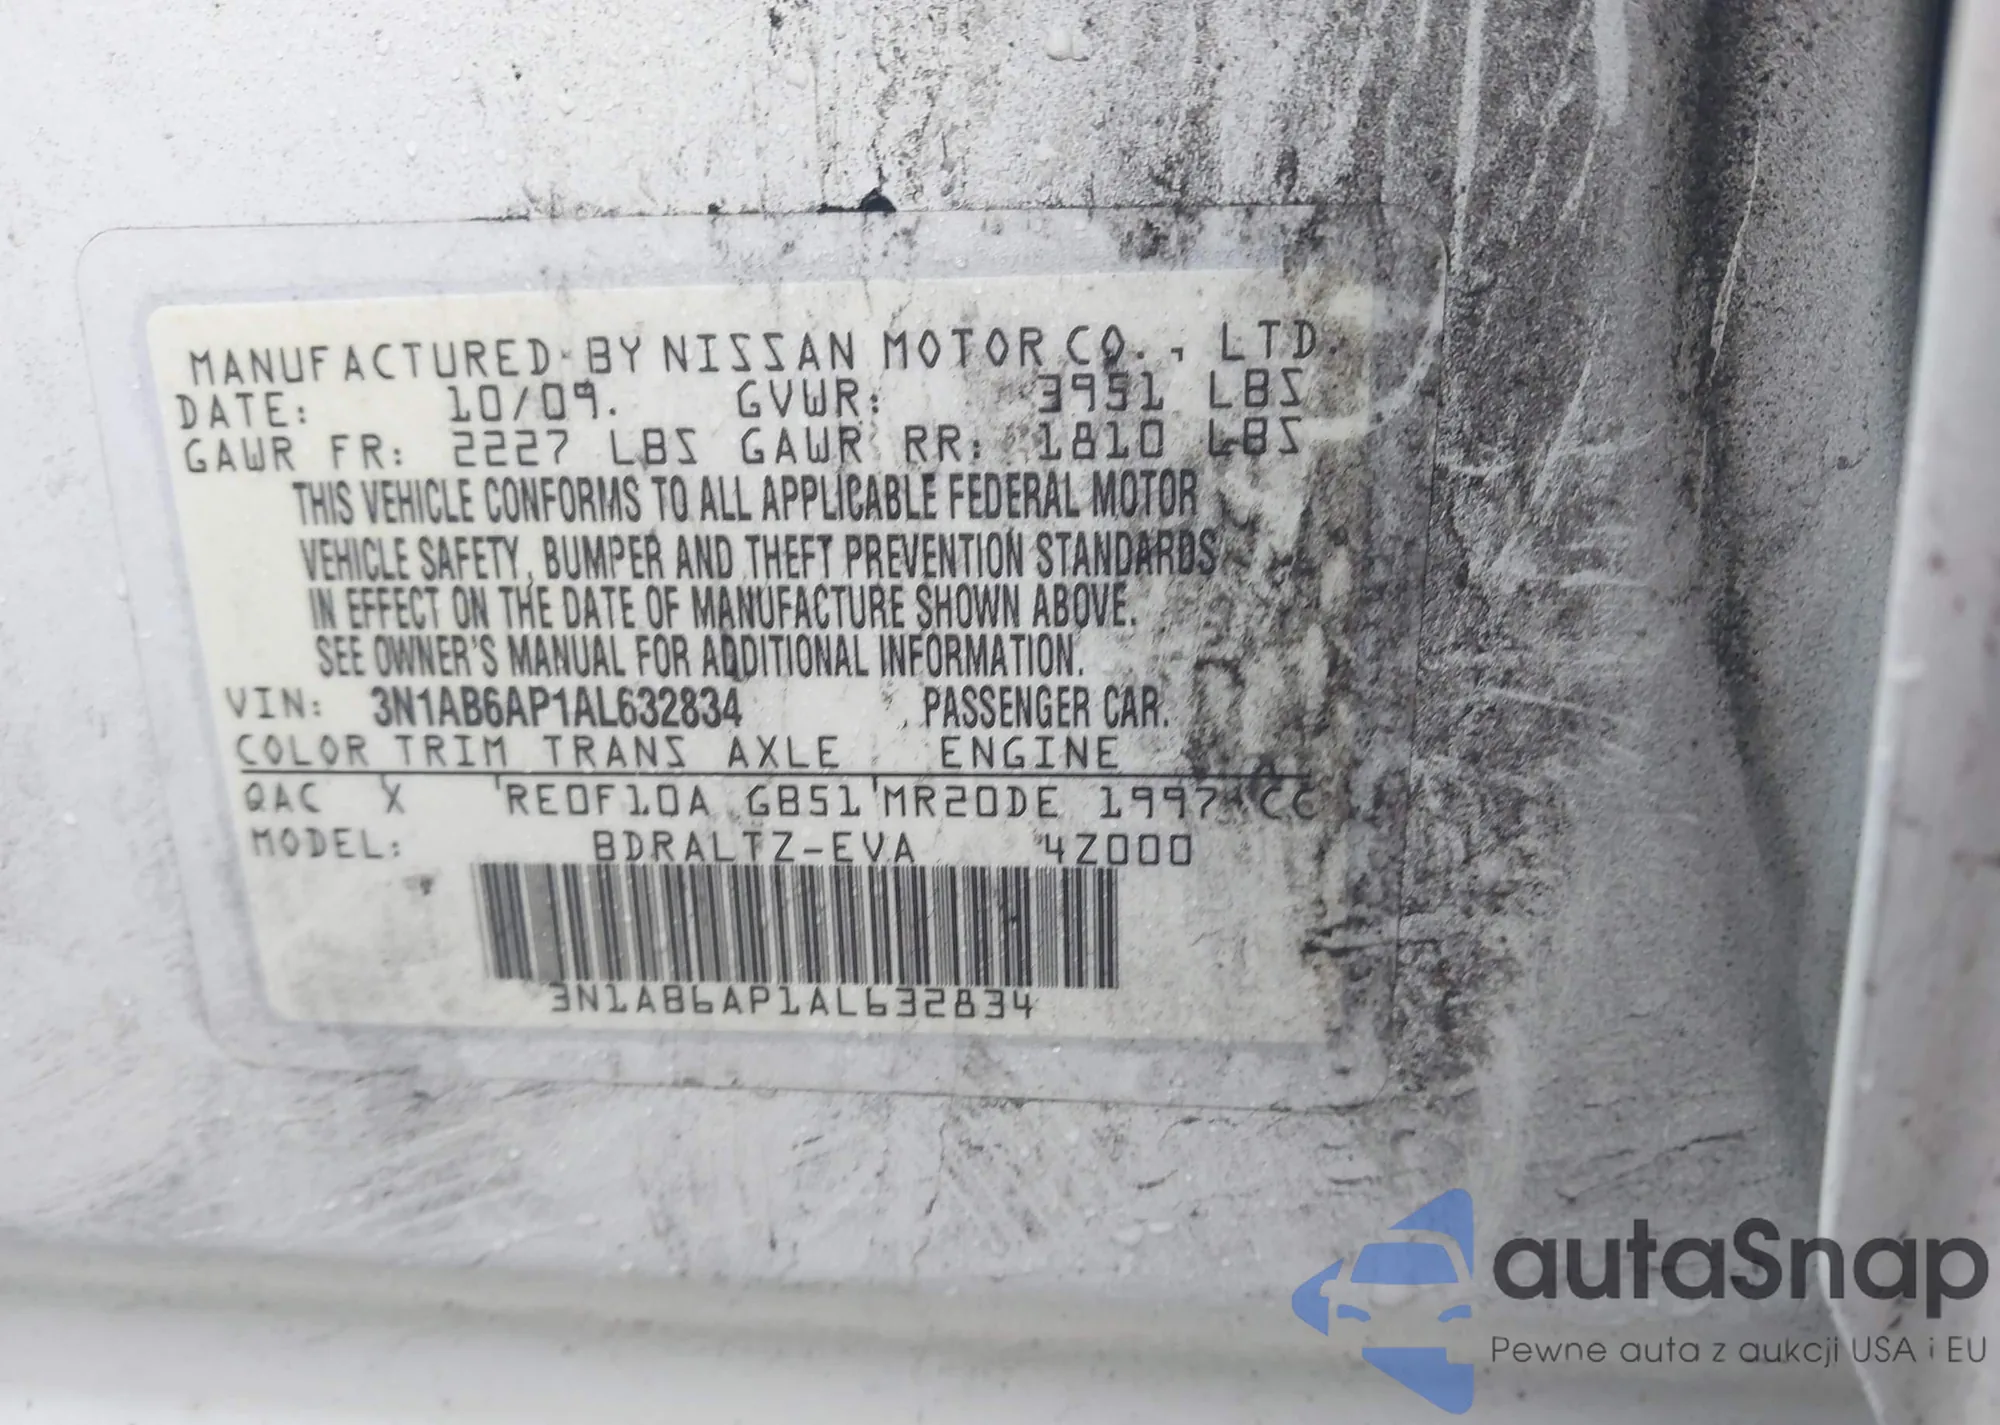 MANUFACTURED BY NISSAN MOTOR CO., LTD.
DATE: 10/09. GVWR: 3951 LBS
GAWR FR: 2227 LBS GAWR RR: 1810 LBS
THIS VEHICLE CONFORMS TO ALL APPLICABLE FEDERAL MOTOR
VEHICLE SAFETY, BUMPER AND THEFT PREVENTION STANDARDS
IN EFFECT ON THE DATE OF MANUFACTURE SHOWN ABOVE.
SEE OWNER'S MANUAL FOR ADDITIONAL INFORMATION.
VIN: 3N1AB6AP1AL632834 PASSENGER CAR.
COLOR TRIM TRANS AXLE ENGINE
QAC X RE0F10A GB51 MR20DE 1997 CC
MODEL: BDRALTZ-EVA 4Z000
3N1AB6AP1AL632834
autaSnap
Pewne auta z aukcji USA i EU